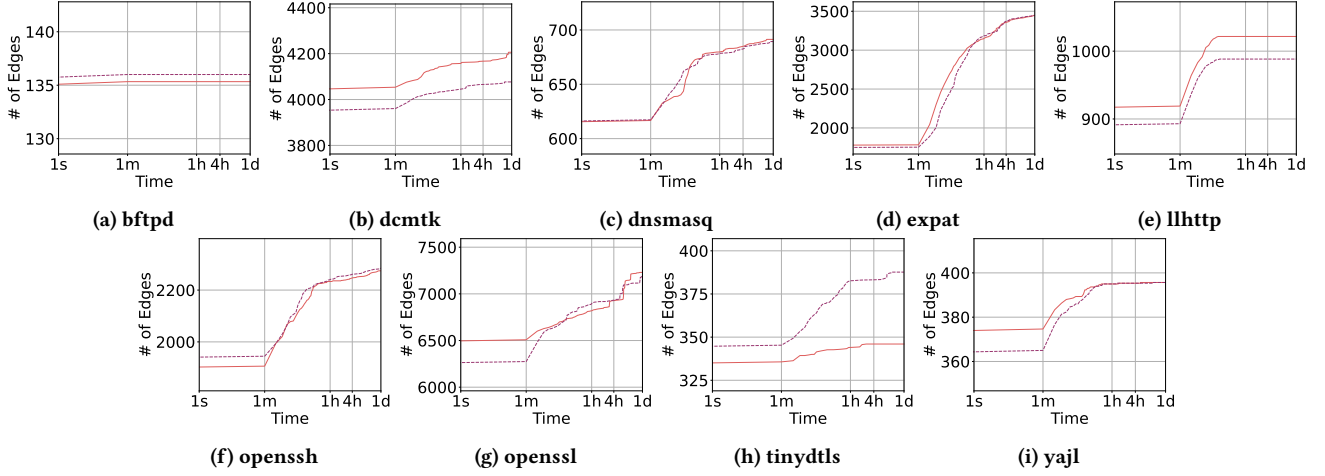 # of Edges
140
135
130
1s 1m 1h 4h 1d
Time
(a) bftpd
# of Edges
4400
4200
4000
3800
1s 1m 1h 4h 1d
Time
(b) dcmtk
# of Edges
700
650
600
1s 1m 1h 4h 1d
Time
(c) dnsmasq
# of Edges
3500
3000
2500
2000
1s 1m 1h 4h 1d
Time
(d) expat
# of Edges
1000
900
1s 1m 1h 4h 1d
Time
(e) llhttp
# of Edges
2200
2000
1s 1m 1h 4h 1d
Time
(f) openssh
# of Edges
7500
7000
6500
6000
1s 1m 1h 4h 1d
Time
(g) openssl
# of Edges
400
375
350
325
1s 1m 1h 4h 1d
Time
(h) tinydtls
# of Edges
400
380
360
1s 1m 1h 4h 1d
Time
(i) yajl